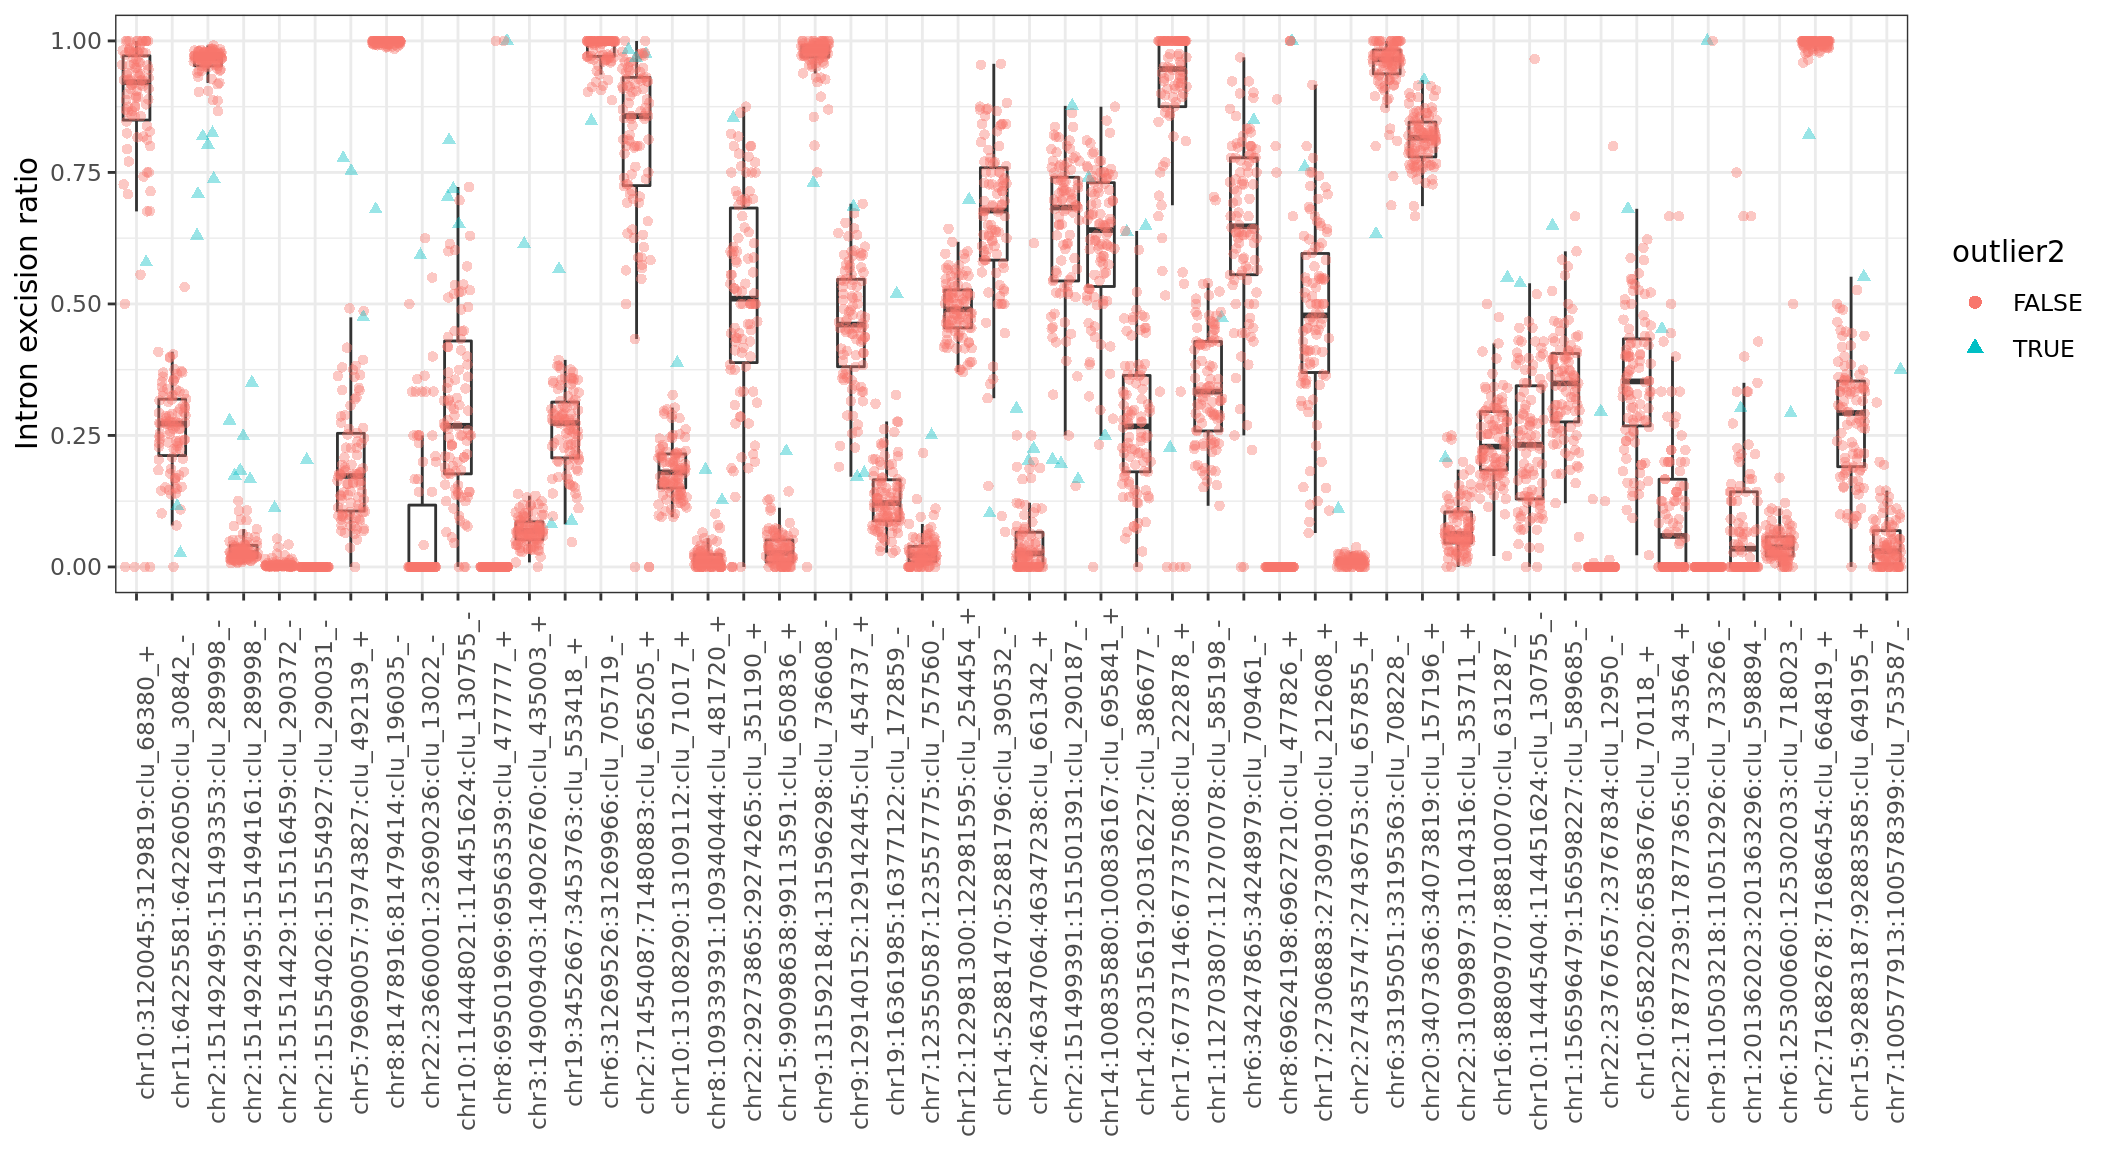 Intron excision ratio
1.00
0.75
0.50
0.25
0.00
chr10:3120045:3129819:clu_68380_+
chr11:64225581:64226050:clu_30842_-
chr2:151492495:151493353:clu_289998_-
chr2:151492495:151494161:clu_289998_-
chr2:151514429:151516459:clu_290372_-
chr2:151554026:151554927:clu_290031_-
chr5:79690057:79743827:clu_492139_+
chr8:81478916:81479414:clu_196035_-
chr22:23660001:23690236:clu_13022_-
chr10:114448021:114451624:clu_130755_-
chr8:69501969:69563539:clu_477777_+
chr3:149009403:149026760:clu_435003_+
chr19:3452667:34533763:clu_553418_+
chr6:31269526:31269966:clu_705719_-
chr2:71454087:71480883:clu_665205_+
chr10:13108290:13109112:clu_71017_+
chr8:109339391:109340444:clu_481720_+
chr22:29273865:29274265:clu_351190_+
chr15:99098638:99113591:clu_650836_+
chr9:131592184:131596298:clu_736608_-
chr9:129140152:129142445:clu_454737_+
chr19:16361985:16377122:clu_172859_-
chr7:123550587:123557775:clu_757560_-
chr12:122981300:122981595:clu_254454_+
chr14:52881470:52881796:clu_390532_-
chr2:46347064:46347238:clu_661342_+
chr2:151499391:151501391:clu_290187_-
chr14:100835880:100836167:clu_695841_+
chr14:20315619:20316227:clu_386677_-
chr17:67737146:67737508:clu_222878_+
chr1:112703807:112707078:clu_585198_-
chr6:34247865:34248979:clu_709461_-
chr8:69624198:69627210:clu_477826_+
chr17:27306883:27309100:clu_212608_+
chr2:27435747:27436753:clu_657855_+
chr6:33195051:33195363:clu_708228_-
chr20:34073636:34073819:clu_157196_+
chr22:31099897:31104316:clu_353711_+
chr16:88809707:88810070:clu_631287_-
chr10:114445404:114451624:clu_130755_-
chr1:156596479:156598227:clu_589685_-
chr22:23767657:23767834:clu_12950_-
chr10:6582202:6583676:clu_70118_+
chr22:17877239:17877365:clu_343564_+
chr9:110503218:110512926:clu_733266_-
chr1:201362023:201363296:clu_598894_-
chr6:125300660:125302033:clu_718023_-
chr2:71682678:71686454:clu_664819_+
chr15:92883187:92883585:clu_649195_+
chr7:100577913:100578399:clu_753587_-
outlier2
FALSE
TRUE